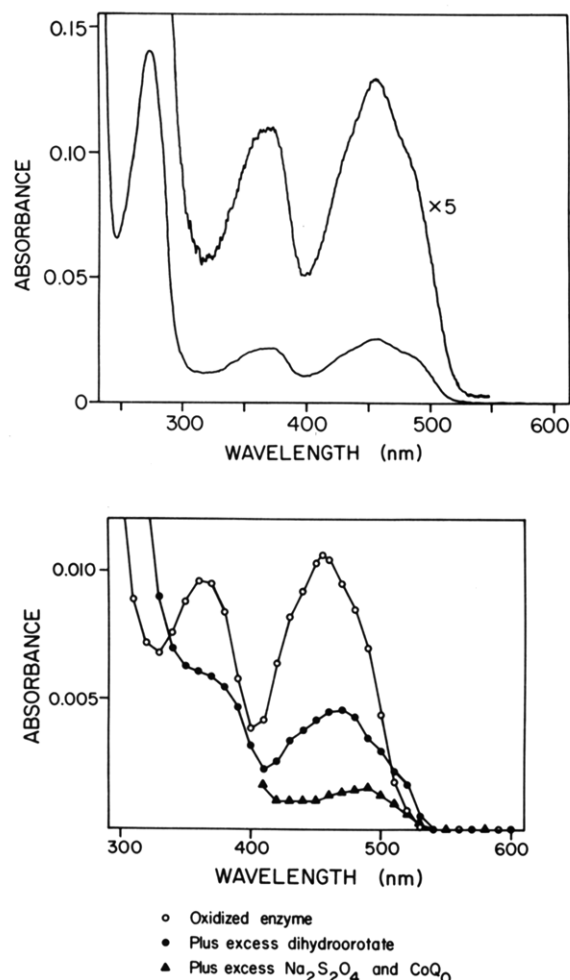 0.15
0.10
0.05
0
ABSORBANCE
×5
300
400
500
600
WAVELENGTH (nm)
0.010
0.005
ABSORBANCE
300
400
500
600
WAVELENGTH (nm)
○ Oxidized enzyme
● Plus excess dihydroorotate
▲ Plus excess Na₂S₂O₄ and CoQ₀